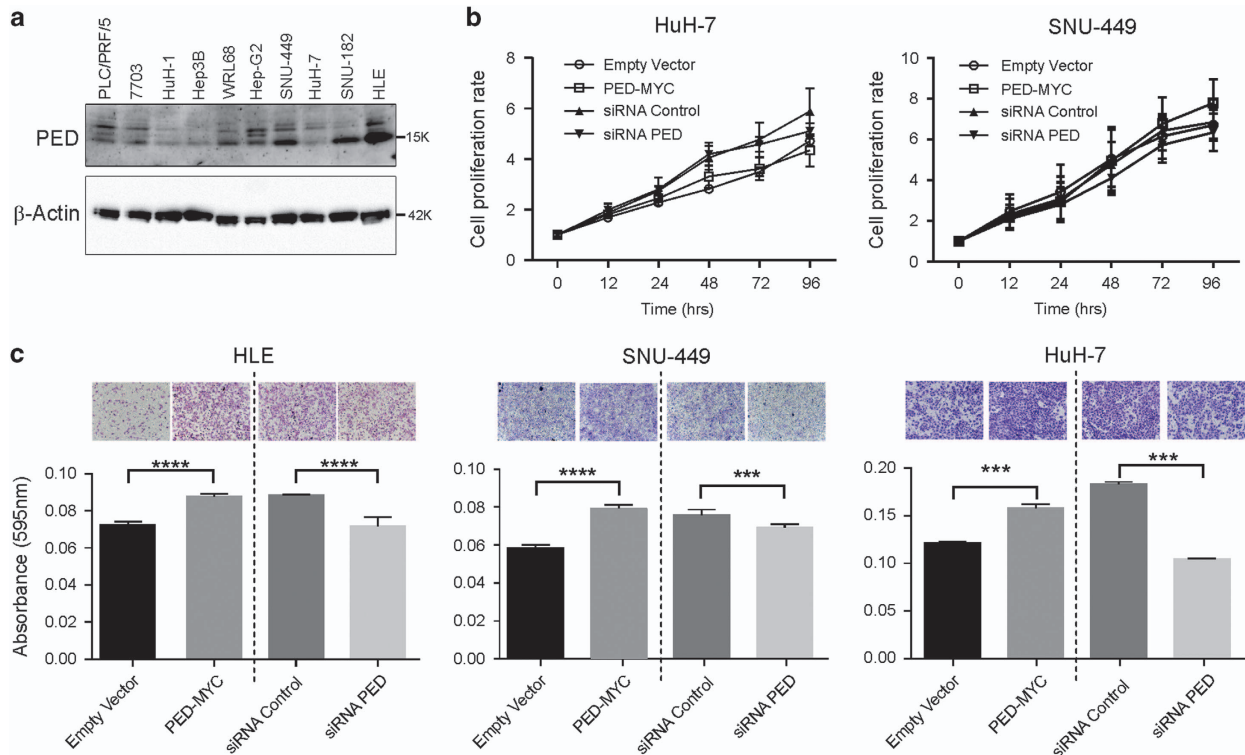 a
PLC/PRF/5
7703
HuH-1
Hep3B
WRL68
Hep-G2
SNU-449
HuH-7
SNU-182
HLE
PED
15K
β-Actin
42K
b
HuH-7
Cell proliferation rate
8
6
4
2
0
Empty Vector
PED-MYC
siRNA Control
siRNA PED
0 12 24 48 72 96
Time (hrs)
SNU-449
Cell proliferation rate
10
8
6
4
2
0
Empty Vector
PED-MYC
siRNA Control
siRNA PED
0 12 24 48 72 96
Time (hrs)
c
HLE
Absorbance (595nm)
0.10
0.08
0.06
0.04
0.02
0.00
**** ****
Empty Vector
PED-MYC
siRNA Control
siRNA PED
SNU-449
0.10
0.08
0.06
0.04
0.02
0.00
**** ***
Empty Vector
PED-MYC
siRNA Control
siRNA PED
HuH-7
0.20
0.15
0.10
0.05
0.00
*** ***
Empty Vector
PED-MYC
siRNA Control
siRNA PED